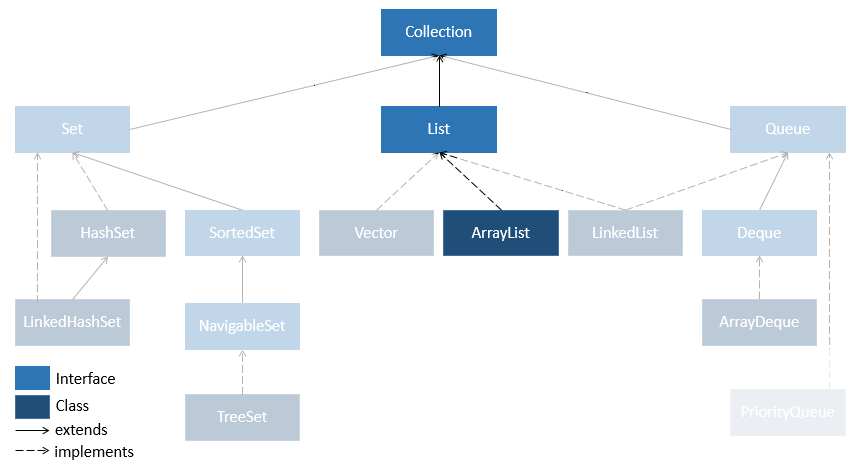 Collection
Set
List
Queue
HashSet
SortedSet
Vector
ArrayList
LinkedList
Deque
LinkedHashSet
NavigableSet
ArrayDeque
Interface
Class
TreeSet
PriorityQueue
extends
implements